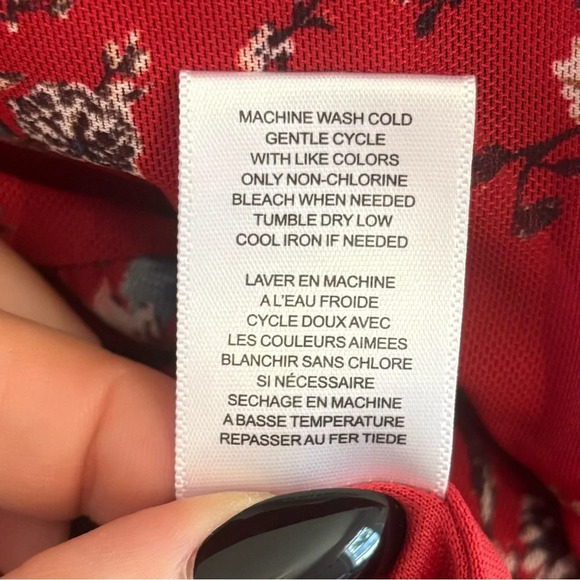 MACHINE WASH COLD
GENTLE CYCLE
WITH LIKE COLORS
ONLY NON-CHLORINE
BLEACH WHEN NEEDED
TUMBLE DRY LOW
COOL IRON IF NEEDED
LAVER EN MACHINE
A L'EAU FROIDE
CYCLE DOUX AVEC
LES COULEURS AIMEES
BLANCHIR SANS CHLORE
SI NÉCESSAIRE
SECHAGE EN MACHINE
A BASSE TEMPERATURE
REPASSER AU FER TIEDE